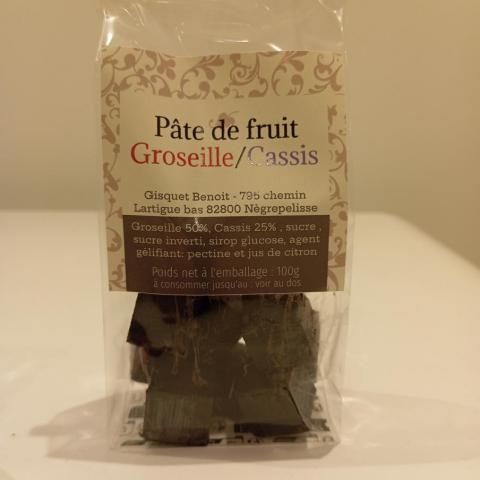 Pâte de fruit
Groseille/Cassis
Gisquet Benoit - 795 chemin
Lartigue bas 82800 Nègrepelisse
Groseille 50%, Cassis 25% , sucre ,
sucre inverti, sirop glucose, agent
gélifiant: pectine et jus de citron
Poids net à l'emballage : 100g
à consommer jusqu'au : voir au dos